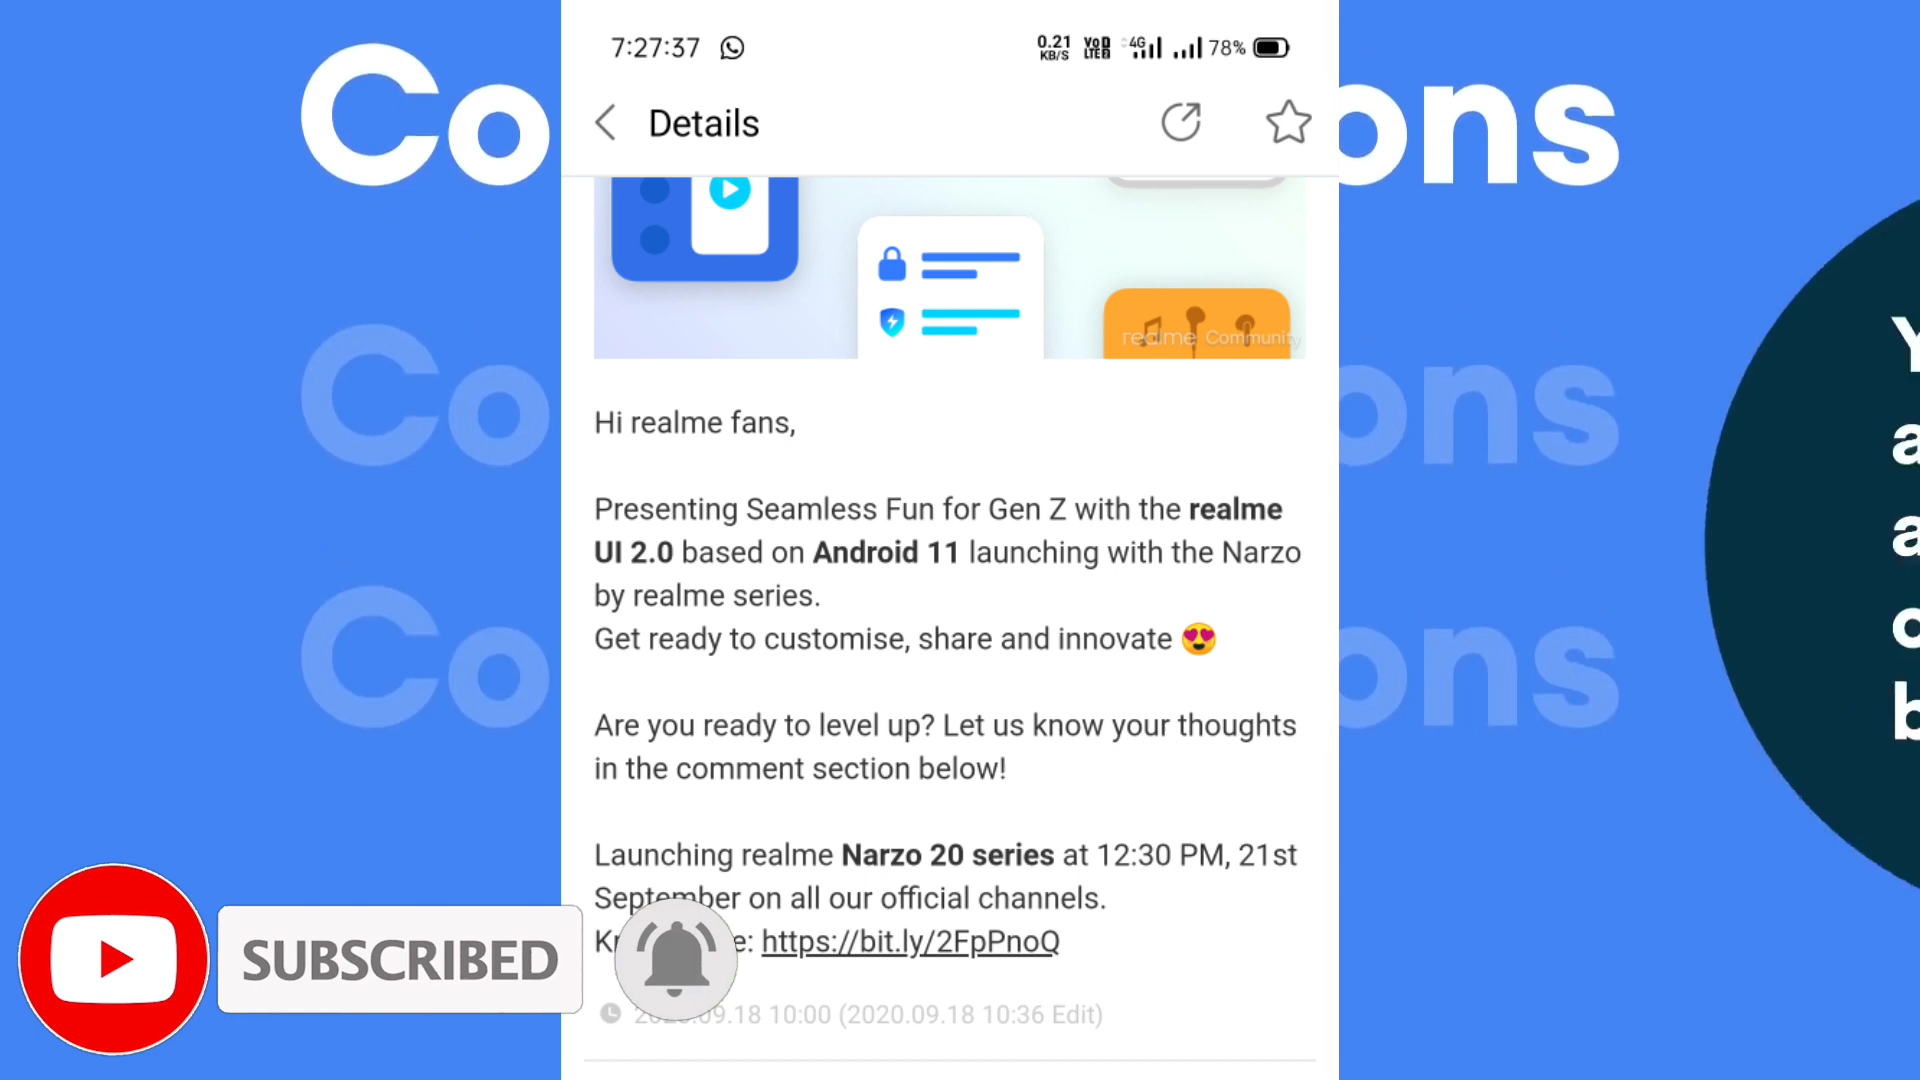 7:27:37
0.21
KB/S
VoD
LTE2
4G
78%
Co
ons
Details
realme Community
Hi realme fans,
Presenting Seamless Fun for Gen Z with the realme
UI 2.0 based on Android 11 launching with the Narzo
by realme series.
Get ready to customise, share and innovate 😍
Are you ready to level up? Let us know your thoughts
in the comment section below!
Launching realme Narzo 20 series at 12:30 PM, 21st
September on all our official channels.
https://bit.ly/2FpPnoQ
09.18 10:00 (2020.09.18 10:36 Edit)
Co
ons
Co
ons
SUBSCRIBED